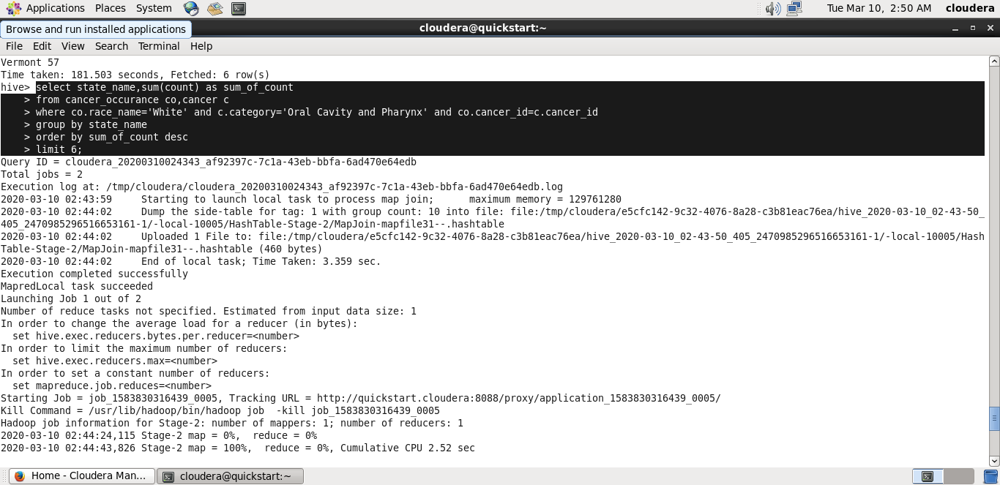 Applications Places System Tue Mar 10, 2:50 AM cloudera
Browse and run installed applications cloudera@quickstart:~
File Edit View Search Terminal Help
Vermont 57
Time taken: 181.503 seconds, Fetched: 6 row(s)
hive> select state_name,sum(count) as sum_of_count
    > from cancer_occurance co,cancer c
    > where co.race_name='White' and c.category='Oral Cavity and Pharynx' and co.cancer_id=c.cancer_id
    > group by state_name
    > order by sum_of_count desc
    > limit 6;
Query ID = cloudera_20200310024343_af92397c-7c1a-43eb-bbfa-6ad470e64edb
Total jobs = 2
Execution log at: /tmp/cloudera/cloudera_20200310024343_af92397c-7c1a-43eb-bbfa-6ad470e64edb.log
2020-03-10 02:43:59     Starting to launch local task to process map join;      maximum memory = 129761280
2020-03-10 02:44:02     Dump the side-table for tag: 1 with group count: 10 into file: file:/tmp/cloudera/e5cfc142-9c32-4076-8a28-c3b81eac76ea/hive_2020-03-10_02-43-50_
405_2470985296516653161-1/-local-10005/HashTable-Stage-2/MapJoin-mapfile31--.hashtable
2020-03-10 02:44:02     Uploaded 1 File to: file:/tmp/cloudera/e5cfc142-9c32-4076-8a28-c3b81eac76ea/hive_2020-03-10_02-43-50_405_2470985296516653161-1/-local-10005/Hash
Table-Stage-2/MapJoin-mapfile31--.hashtable (460 bytes)
2020-03-10 02:44:02     End of local task; Time Taken: 3.359 sec.
Execution completed successfully
MapredLocal task succeeded
Launching Job 1 out of 2
Number of reduce tasks not specified. Estimated from input data size: 1
In order to change the average load for a reducer (in bytes):
  set hive.exec.reducers.bytes.per.reducer=<number>
In order to limit the maximum number of reducers:
  set hive.exec.reducers.max=<number>
In order to set a constant number of reducers:
  set mapreduce.job.reduces=<number>
Starting Job = job_1583830316439_0005, Tracking URL = http://quickstart.cloudera:8088/proxy/application_1583830316439_0005/
Kill Command = /usr/lib/hadoop/bin/hadoop job  -kill job_1583830316439_0005
Hadoop job information for Stage-2: number of mappers: 1; number of reducers: 1
2020-03-10 02:44:24,115 Stage-2 map = 0%,  reduce = 0%
2020-03-10 02:44:43,826 Stage-2 map = 100%,  reduce = 0%, Cumulative CPU 2.52 sec
Home - Cloudera Man... cloudera@quickstart:~